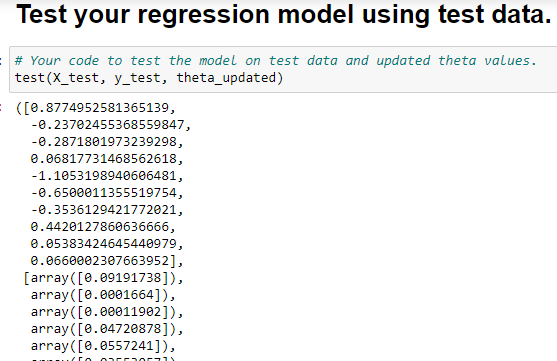 Test your regression model using test data.
# Your code to test the model on test data and updated theta values.
test(X_test, y_test, theta_updated)
([0.8774952581365139,
-0.23702455368559847,
-0.2871801973239298,
0.06817731468562618,
-1.1053198940606481,
-0.6500011355519754,
-0.3536129421772021,
0.4420127860636666,
0.05383424645440979,
0.0660002307663952],
[array([0.09191738]),
array([0.0001664]),
array([0.00011902]),
array([0.04720878]),
array([0.0557241]),